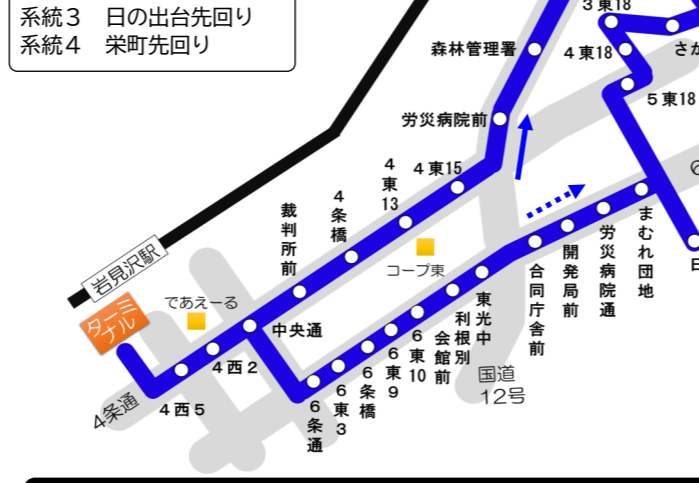 系統３　日の出台先回り
系統４　栄町先回り
３東18
森林管理署
４東18
さか
労災病院前
５東18
４東15
４東13
４条橋
裁判所前
岩見沢駅
ターミナル
であえーる
コープ東
中央通
４西２
４西５
４条通
６条通
６東３
６条橋
６東９
６東10
利根別会館前
東光中
合同庁舎前
開発局前
労災病院通
まむれ団地
国道
12号